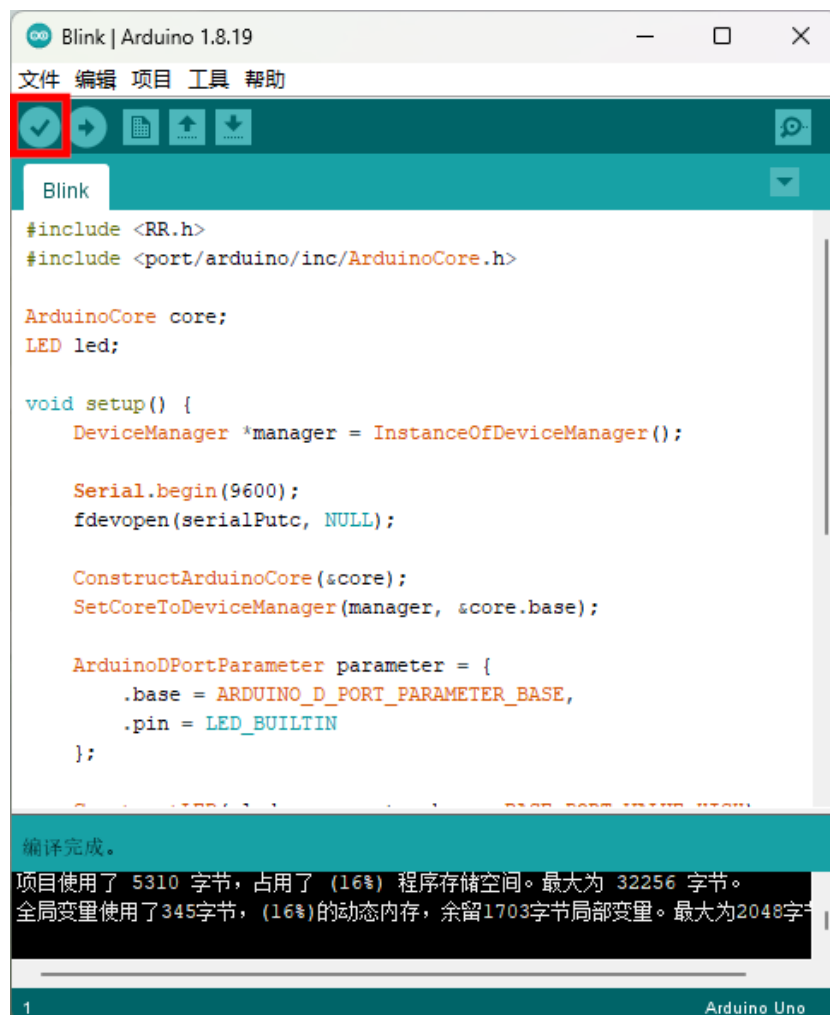 Blink | Arduino 1.8.19
文件 编辑 项目 工具 帮助
Blink
#include <RR.h>
#include <port/arduino/inc/ArduinoCore.h>
ArduinoCore core;
LED led;
void setup() {
DeviceManager *manager = InstanceOfDeviceManager();
Serial.begin(9600);
fdevopen(serialPutc, NULL);
ConstructArduinoCore(&core);
SetCoreToDeviceManager(manager, &core.base);
ArduinoDPortParameter parameter = {
.base = ARDUINO_D_PORT_PARAMETER_BASE,
.pin = LED_BUILTIN
};
编译完成。
项目使用了 5310 字节，占用了 (16%) 程序存储空间。最大为 32256 字节。
全局变量使用了345字节，(16%)的动态内存，余留1703字节局部变量。最大为2048字
1
Arduino Uno